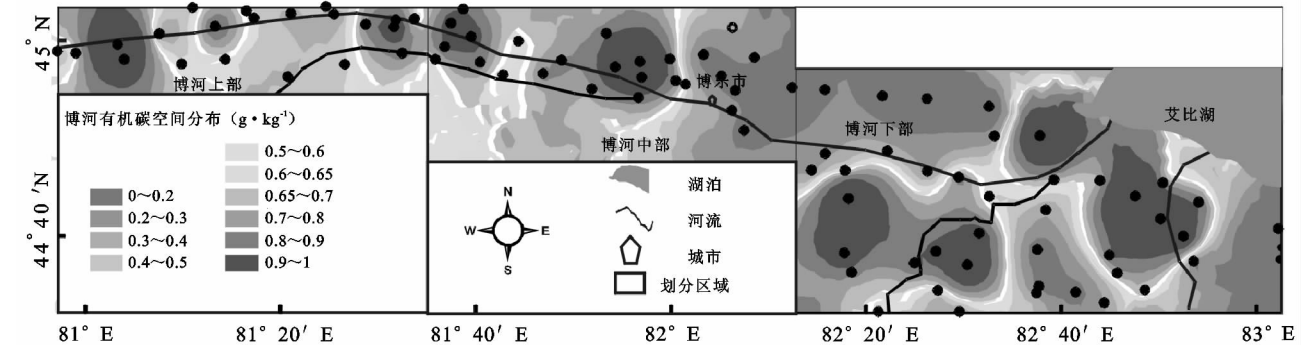 45° N
44° 40′ N
博河上部
博河中部
博乐市
博河下部
艾比湖
博河有机碳空间分布（g·kg⁻¹）
0～0.2
0.2～0.3
0.3～0.4
0.4～0.5
0.5～0.6
0.6～0.65
0.65～0.7
0.7～0.8
0.8～0.9
0.9～1
N
W
E
S
湖泊
河流
城市
划分区域
81° E
81° 20′ E
81° 40′ E
82° E
82° 20′ E
82° 40′ E
83° E